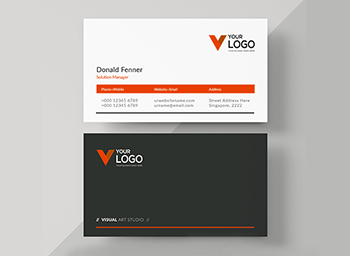 YOUR
LOGO
Donald Fenner
Solution Manager
Phone-Mobile Website-Email Address
+000 12345 6789 urwebsitename.com Street Address Here
+000 12345 6789 urname@email.com Singapore, 2222
YOUR
LOGO
// VISUAL ART STUDIO //